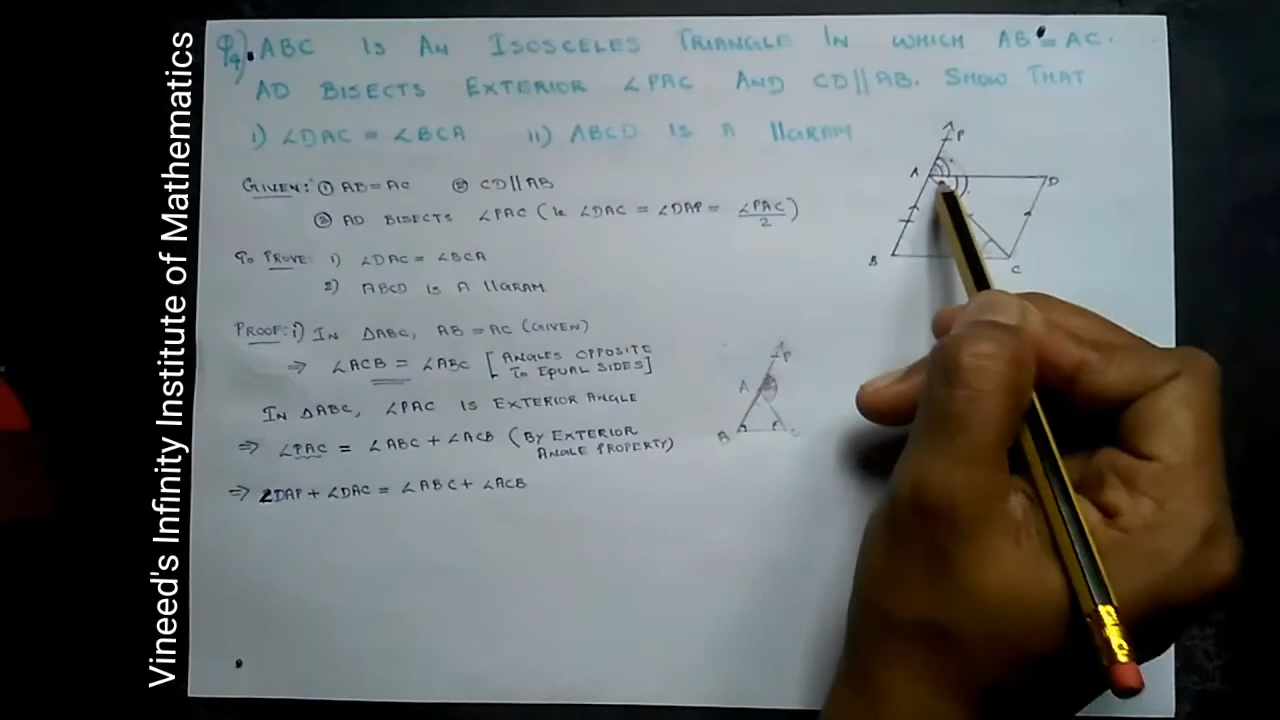 Vineed's Infinity Institute of Mathematics
Q4). ABC IS AN ISOSCELES TRIANGLE IN WHICH AB = AC.
AD BISECTS EXTERIOR ∠PAC AND CD||AB. SHOW THAT
i) ∠DAC = ∠BCA ii) ABCD IS A ||GRAM
GIVEN: ① AB=AC ② CD||AB
③ AD BISECTS ∠PAC (ie ∠DAC = ∠DAP = ∠PAC/2)
TO PROVE: 1) ∠DAC = ∠BCA
2) ABCD IS A ||GRAM
PROOF: i) IN ΔABC, AB = AC (GIVEN)
⇒ ∠ACB = ∠ABC [ANGLES OPPOSITE
TO EQUAL SIDES]
IN ΔABC, ∠PAC IS EXTERIOR ANGLE
⇒ ∠PAC = ∠ABC + ∠ACB (BY EXTERIOR
ANGLE PROPERTY)
⇒ ∠DAP + ∠DAC = ∠ABC + ∠ACB
P
A
D
B
C
P
A
B
C